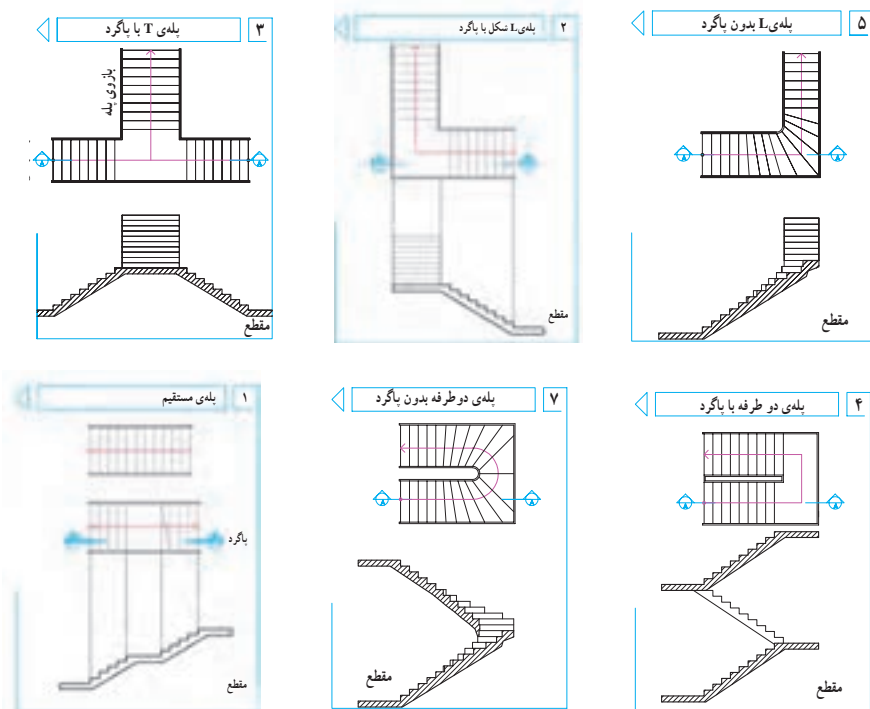 ۵ پله‌ی L بدون پاگرد
مقطع
۲ پله‌ی L شکل با پاگرد
مقطع
۳ پله‌ی T با پاگرد
بازوی پله
مقطع
۴ پله‌ی دو طرفه با پاگرد
مقطع
۷ پله‌ی دو طرفه بدون پاگرد
مقطع
۱ پله‌ی مستقیم
پاگرد
مقطع